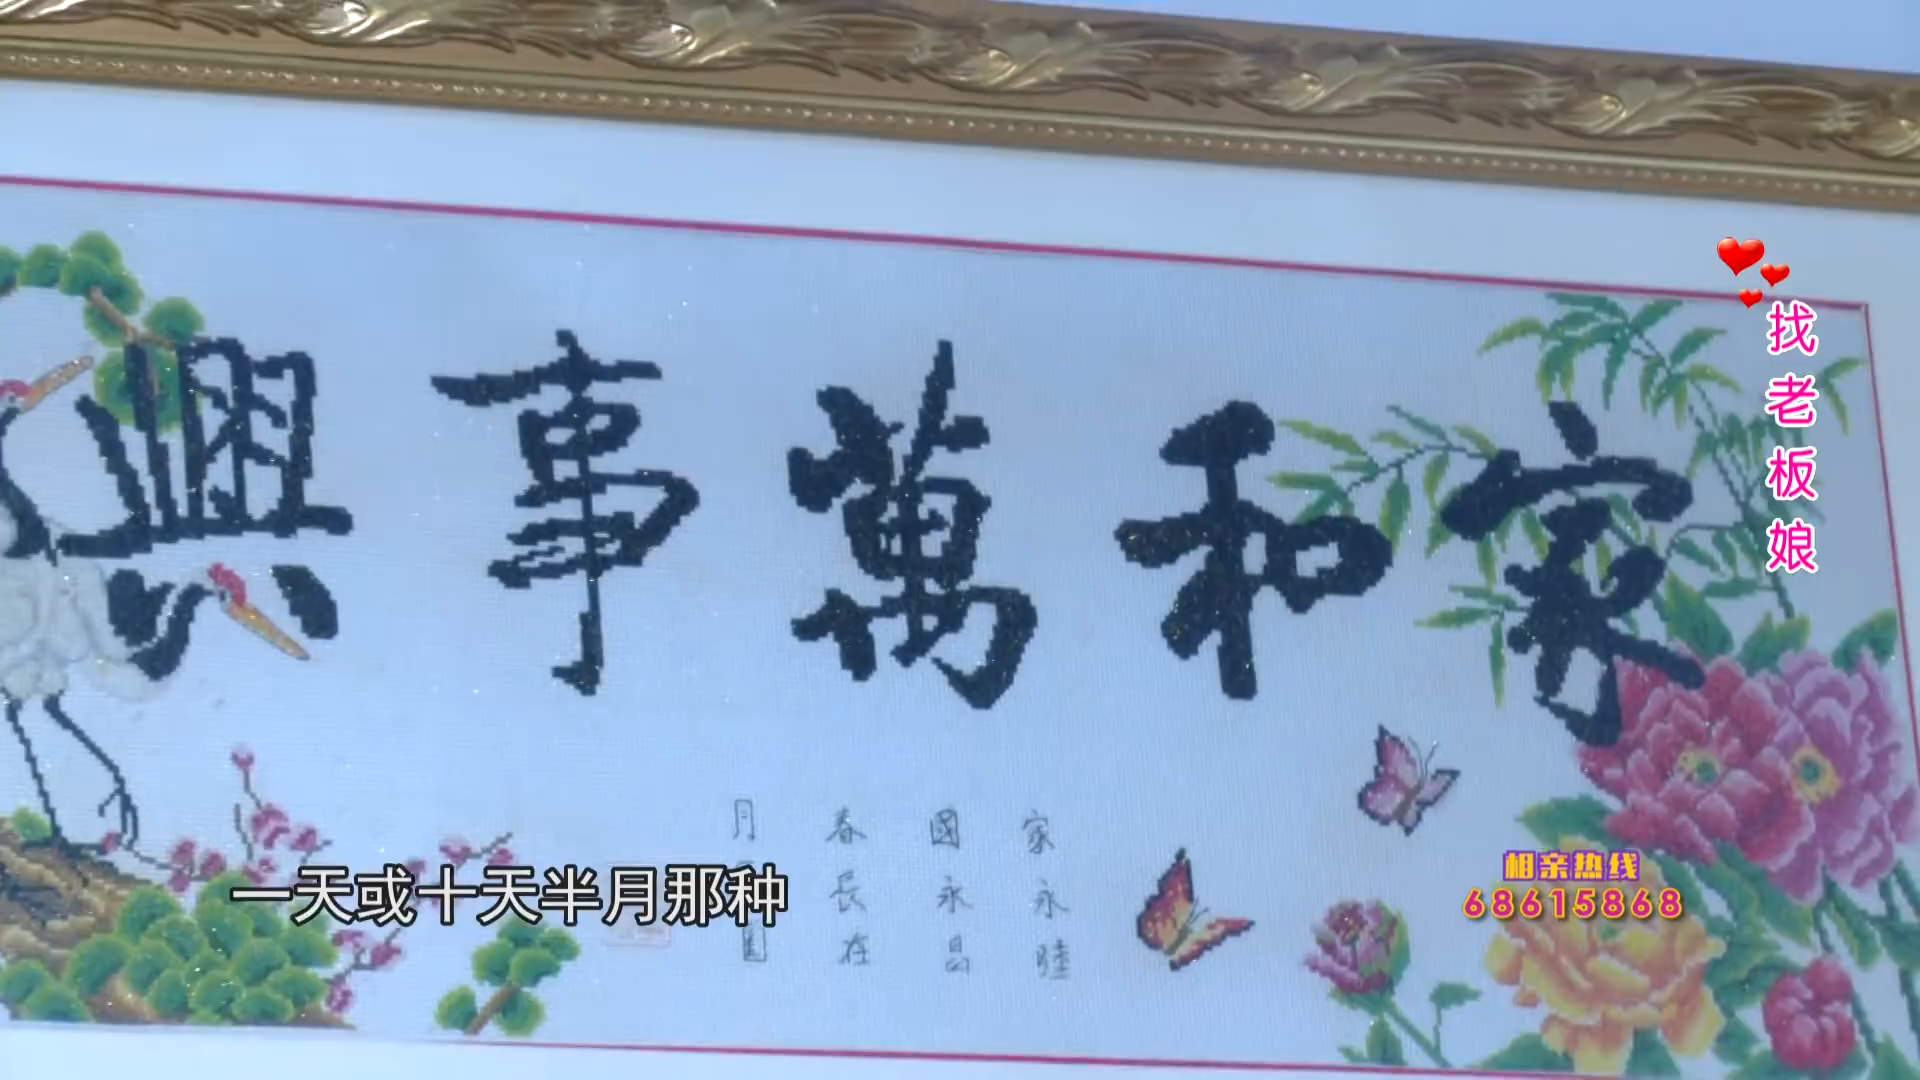 家和萬事興
找老板娘
家永睦
國永昌
春長在
月
一天或十天半月那种
相亲热线
68615868